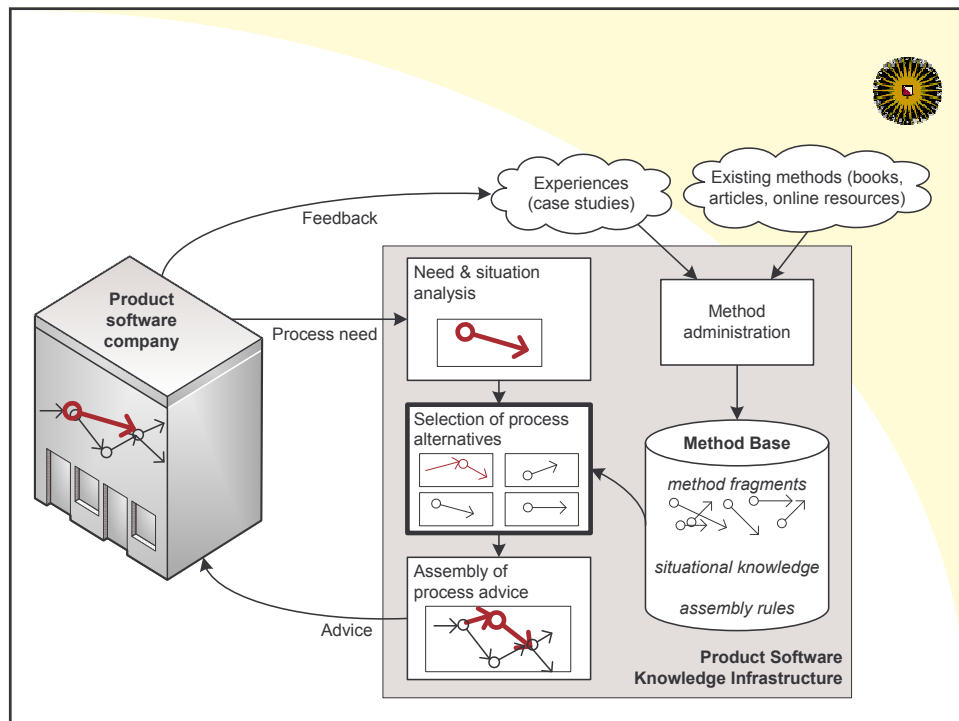 Experiences
(case studies)
Existing methods (books,
articles, online resources)
Feedback
Product
software
company
Process need
Need & situation
analysis
Method
administration
Selection of process
alternatives
Method Base
method fragments
situational knowledge
assembly rules
Assembly of
process advice
Advice
Product Software
Knowledge Infrastructure